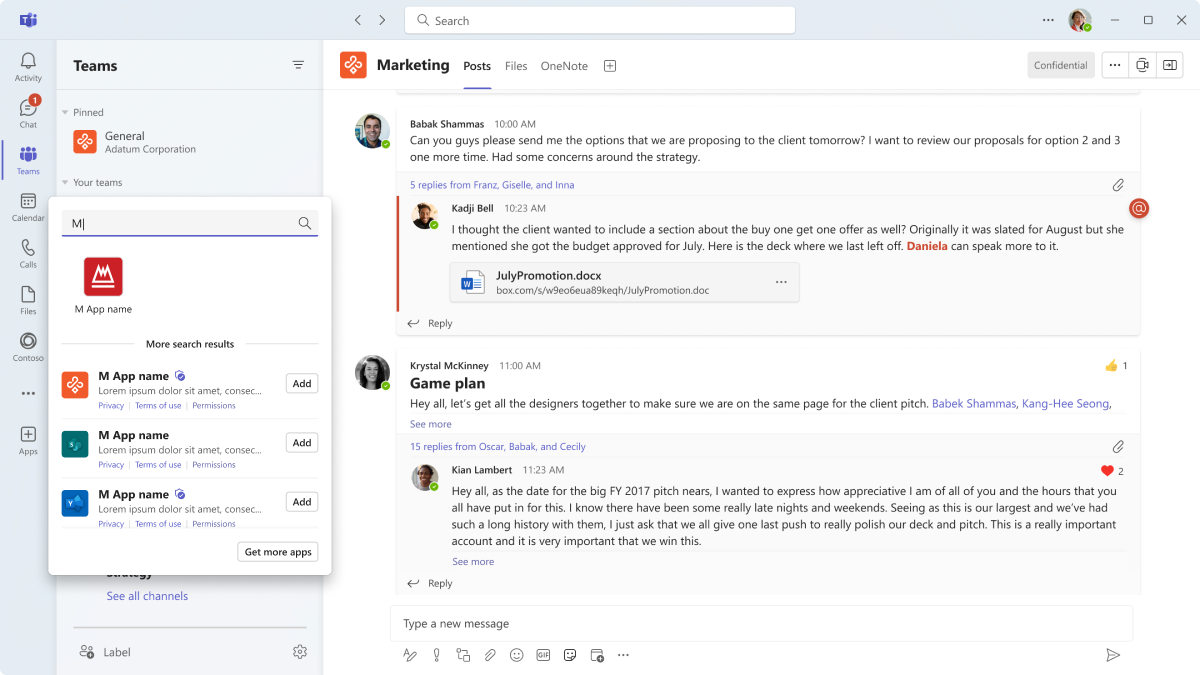 Search
Activity
1
Chat
Teams
Calendar
Calls
Files
Contoso
Apps
Teams
Pinned
General
Adatum Corporation
Your teams
M
M App name
More search results
M App name
Lorem ipsum dolor sit amet, consec...
Privacy | Terms of use | Permissions
Add
M App name
Lorem ipsum dolor sit amet, consec...
Privacy | Terms of use | Permissions
Add
M App name
Lorem ipsum dolor sit amet, consec...
Privacy | Terms of use | Permissions
Add
Get more apps
Strategy
See all channels
Label
Marketing Posts Files OneNote
Confidential
Babak Shammas 10:00 AM
Can you guys please send me the options that we are proposing to the client tomorrow? I want to review our proposals for option 2 and 3
one more time. Had some concerns around the strategy.
5 replies from Franz, Giselle, and Inna
Kadji Bell 10:23 AM
@
I thought the client wanted to include a section about the buy one get one offer as well? Originally it was slated for August but she
mentioned she got the budget approved for July. Here is the deck where we last left off. Daniela can speak more to it.
JulyPromotion.docx
box.com/s/w9eo6eua89keqh/JulyPromotion.doc
Reply
Krystal McKinney 11:00 AM
1
Game plan
Hey all, let's get all the designers together to make sure we are on the same page for the client pitch. Babek Shammas, Kang-Hee Seong,
See more
15 replies from Oscar, Babak, and Cecily
Kian Lambert 11:23 AM
2
Hey all, as the date for the big FY 2017 pitch nears, I wanted to express how appreciative I am of all of you and the hours that you
all have put in for this. I know there have been some really late nights and weekends. Seeing as this is our largest and we've had
such a long history with them, I just ask that we all give one last push to really polish our deck and pitch. This is a really important
account and it is very important that we win this.
See more
Reply
Type a new message
GIF